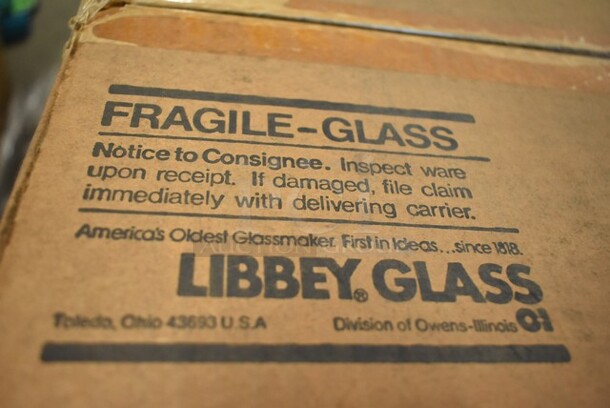 FRAGILE-GLASS
Notice to Consignee. Inspect ware
upon receipt. If damaged, file claim
immediately with delivering carrier.
America's Oldest Glassmaker. First in Ideas...since 1818.
LIBBEY® GLASS
Toledo, Ohio 43693 U.S.A Division of Owens-Illinois OI